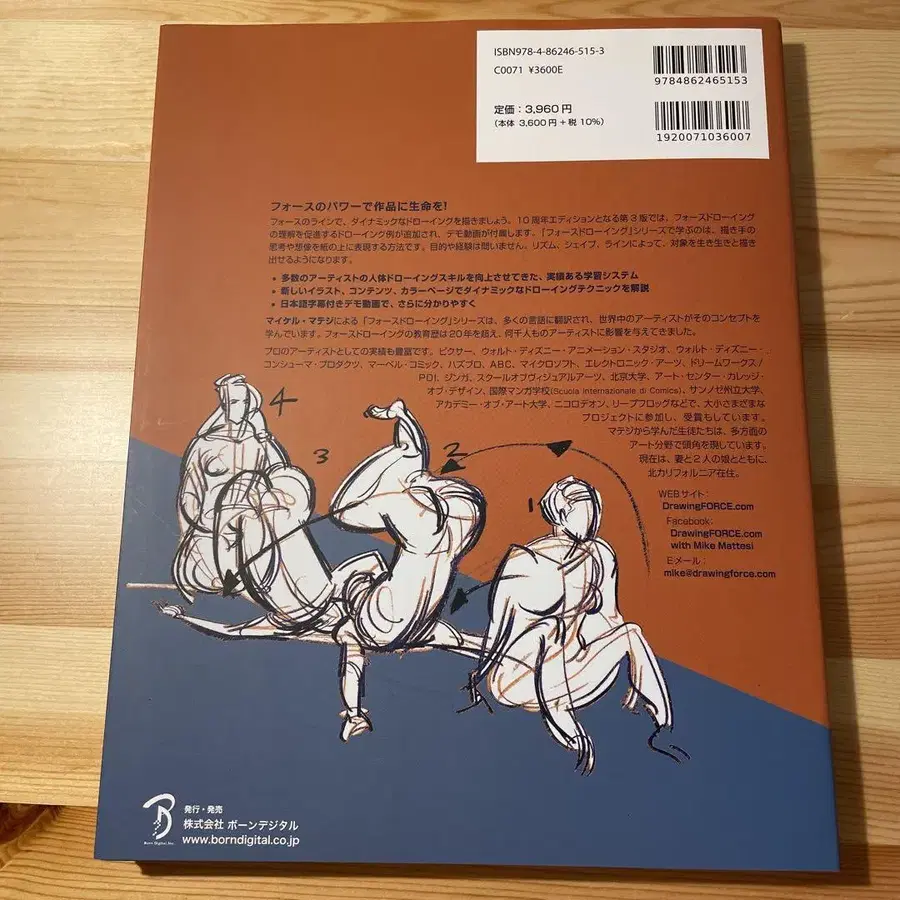 ISBN978-4-86246-515-3
C0071 ¥3600E
9784862465153
定価：3,960円
（本体 3,600円＋税10%）
1920071036007
フォースのパワーで作品に生命を！
フォースのラインで、ダイナミックなドローイングを描きましょう。10周年エディションとなる第3版では、フォースドローイング
の理解を促進するドローイング例が追加され、デモ動画が付属します。『フォースドローイング』シリーズで学ぶのは、描き手の
思考や想像を紙の上に表現する方法です。目的や経験は問いません。リズム、シェイプ、ラインによって、対象を生き生きと描き
出せるようになります。
• 多数のアーティストの人体ドローイングスキルを向上させてきた、実績ある学習システム
• 新しいイラスト、コンテンツ、カラーページでダイナミックなドローイングテクニックを解説
• 日本語字幕付きデモ動画で、さらに分かりやすく
マイケル・マテジによる『フォースドローイング』シリーズは、多くの言語に翻訳され、世界中のアーティストがそのコンセプトを
学んでいます。フォースドローイングの教育歴は20年を超え、何千人ものアーティストに影響を与えてきました。
プロのアーティストとしての実績も豊富です。ピクサー、ウォルト・ディズニー・アニメーション・スタジオ、ウォルト・ディズニー・
コンシューマ・プロダクツ、マーベル・コミック、ハズブロ、ABC、マイクロソフト、エレクトロニック・アーツ、ドリームワークス/
PDI、ジンガ、スクールオブヴィジュアルアーツ、北京大学、アート・センター・カレッジ・
オブ・デザイン、国際マンガ学校(Scuola Internazionale di Comics)、サンノゼ州立大学、
アカデミー・オブ・アート大学、ニコロデオン、リープフロッグなどで、大小さまざまな
プロジェクトに参加し、受賞もしています。
マテジから学んだ生徒たちは、多方面の
アート分野で頭角を現しています。
現在は、妻と2人の娘とともに、
北カリフォルニア在住。
4
3
2
1
WEBサイト：
DrawingFORCE.com
Facebook：
DrawingFORCE.com
with Mike Mattesi
Eメール：
mike@drawingforce.com
Born Digital, Inc.
発行・発売
株式会社 ボーンデジタル
www.borndigital.co.jp